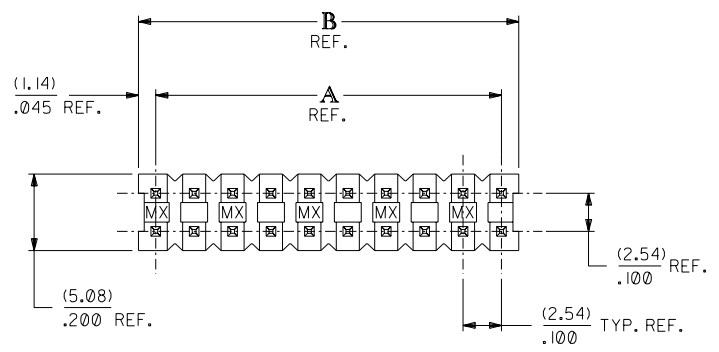 B
REF.
(1.14)
.045 REF.
A
REF.
MX MX MX MX MX
(2.54)
.100 REF.
(5.08)
.200 REF.
(2.54)
.100 TYP. REF.